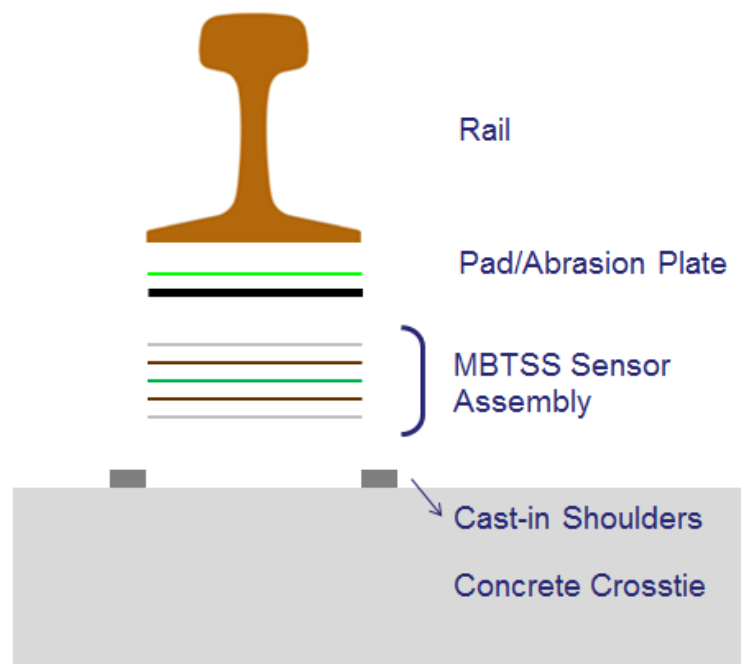 Rail
Pad/Abrasion Plate
MBTSS Sensor
Assembly
Cast-in Shoulders
Concrete Crosstie